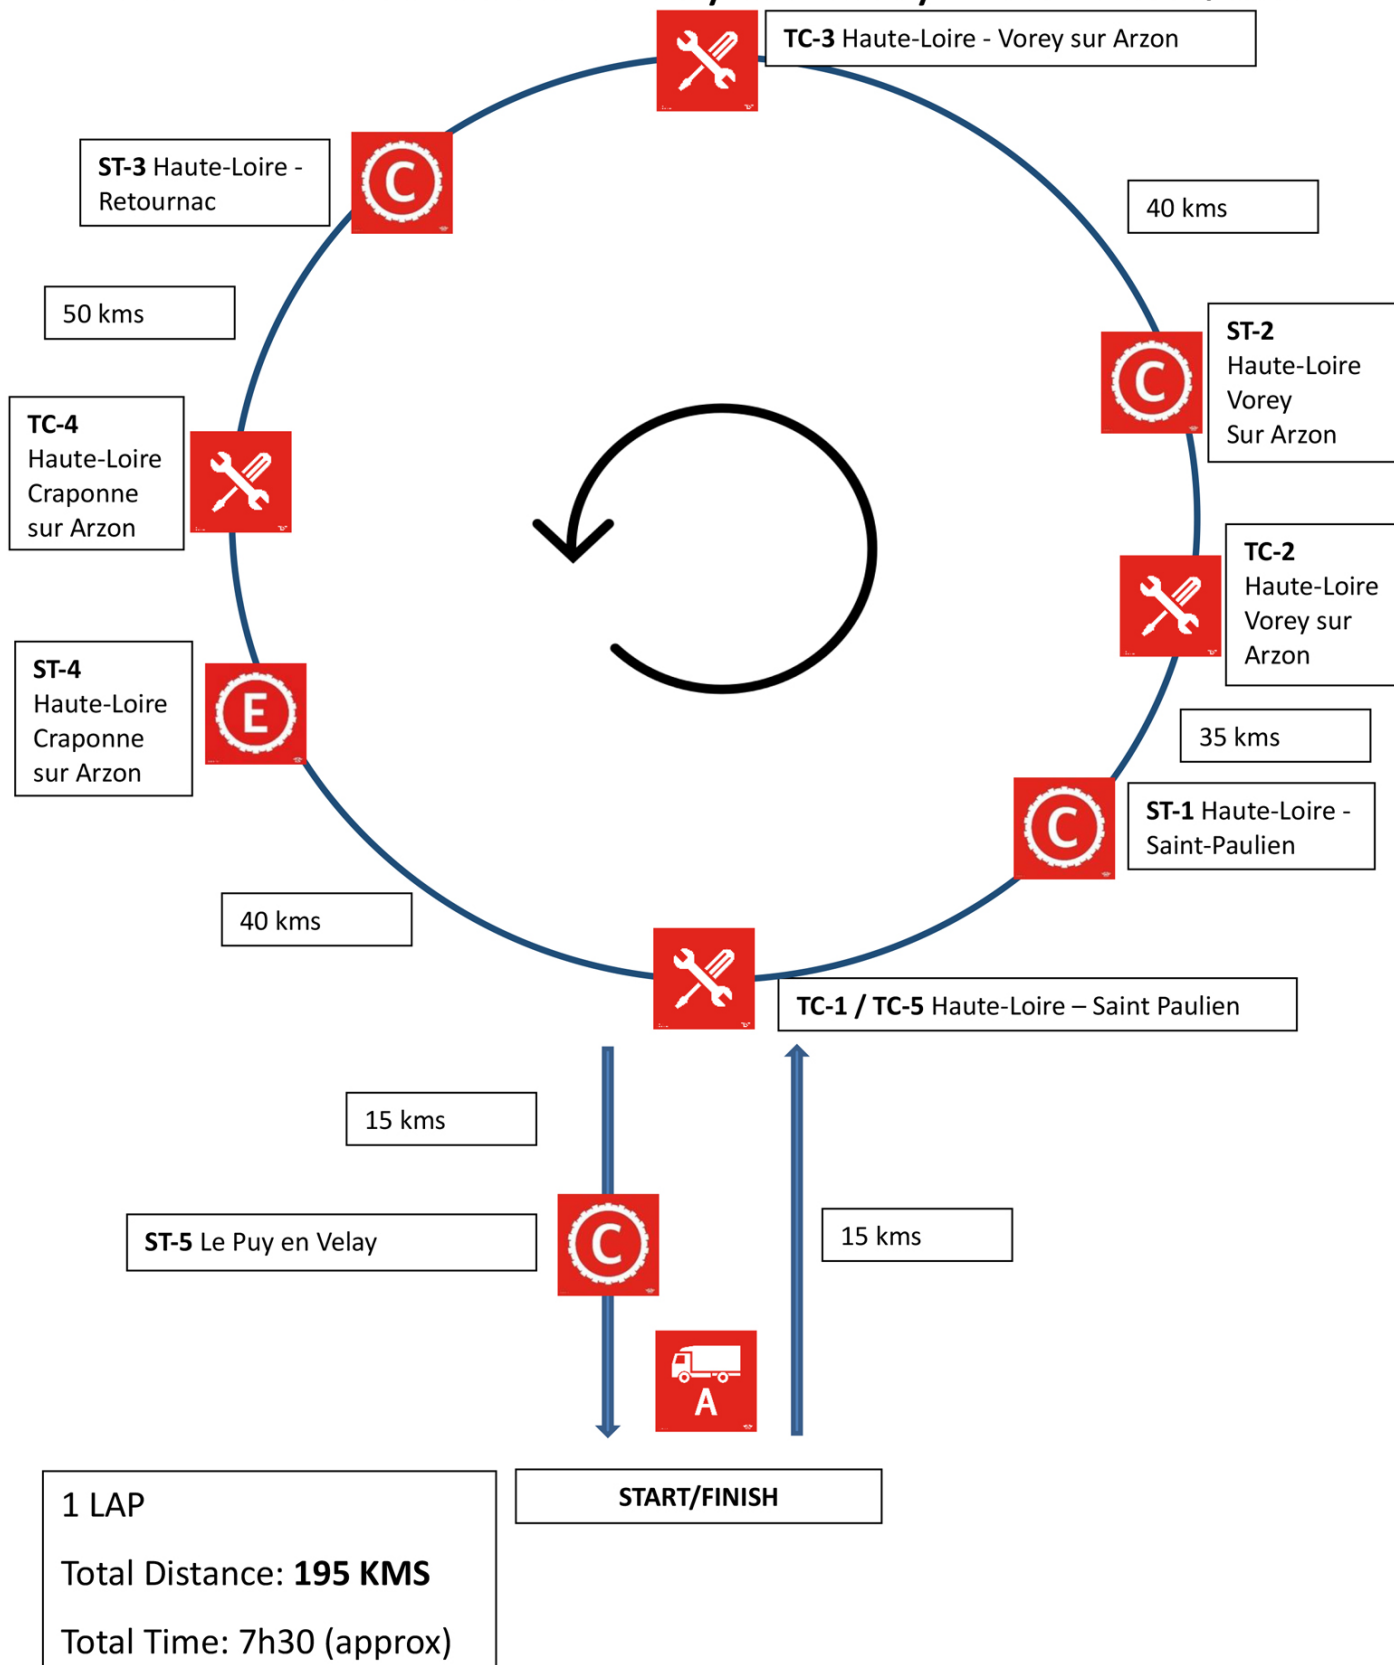 TC-3 Haute-Loire - Vorey sur Arzon
ST-3 Haute-Loire -
Retournac
40 kms
50 kms
ST-2
Haute-Loire
Vorey
Sur Arzon
TC-4
Haute-Loire
Craponne
sur Arzon
TC-2
Haute-Loire
Vorey sur
Arzon
ST-4
Haute-Loire
Craponne
sur Arzon
35 kms
ST-1 Haute-Loire -
Saint-Paulien
40 kms
TC-1 / TC-5 Haute-Loire – Saint Paulien
15 kms
ST-5 Le Puy en Velay
15 kms
START/FINISH
1 LAP
Total Distance: 195 KMS
Total Time: 7h30 (approx)
C
C
C
E
C
A